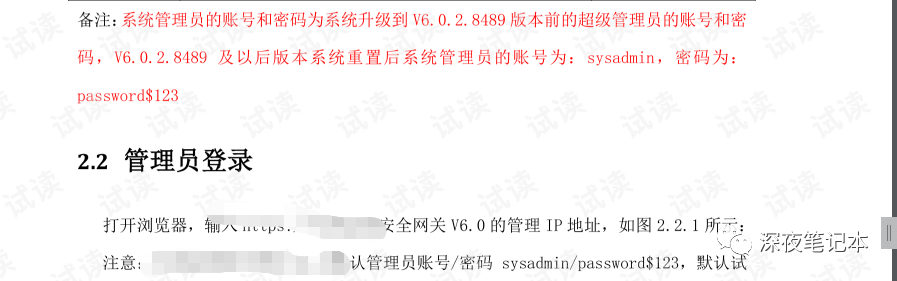 备注:系统管理员的账号和密码为系统升级到 V6.0.2.8489 版本前的超级管理员的账号和密
码，V6.0.2.8489 及以后版本系统重置后系统管理员的账号为: sysadmin，密码为:
password$123
2.2 管理员登录
打开浏览器，输入 安全网关 V6.0 的管理 IP 地址，如图 2.2.1 所示:
注意: 认管理员账号/密码 sysadmin/password$123，默认试
深夜笔记本
试读